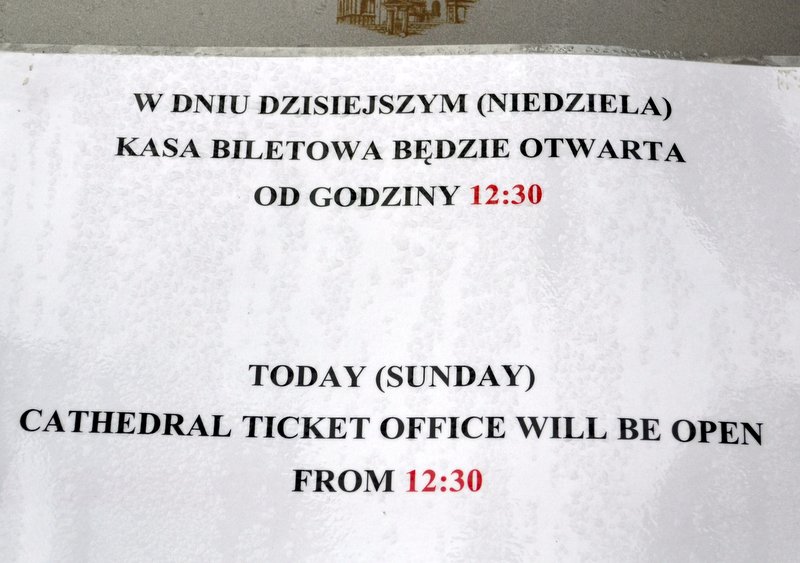 W DNIU DZISIEJSZYM (NIEDZIELA)
KASA BILETOWA BĘDZIE OTWARTA
OD GODZINY 12:30
TODAY (SUNDAY)
CATHEDRAL TICKET OFFICE WILL BE OPEN
FROM 12:30